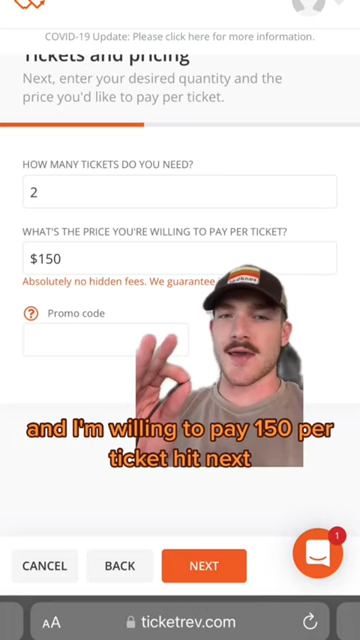 COVID-19 Update: Please click here for more information.
Tickets and pricing
Next, enter your desired quantity and the
price you'd like to pay per ticket.
HOW MANY TICKETS DO YOU NEED?
2
WHAT'S THE PRICE YOU'RE WILLING TO PAY PER TICKET?
$150
Absolutely no hidden fees. We guarantee
? Promo code
and I'm willing to pay 150 per
ticket hit next
1
CANCEL
BACK
NEXT
AA
ticketrev.com